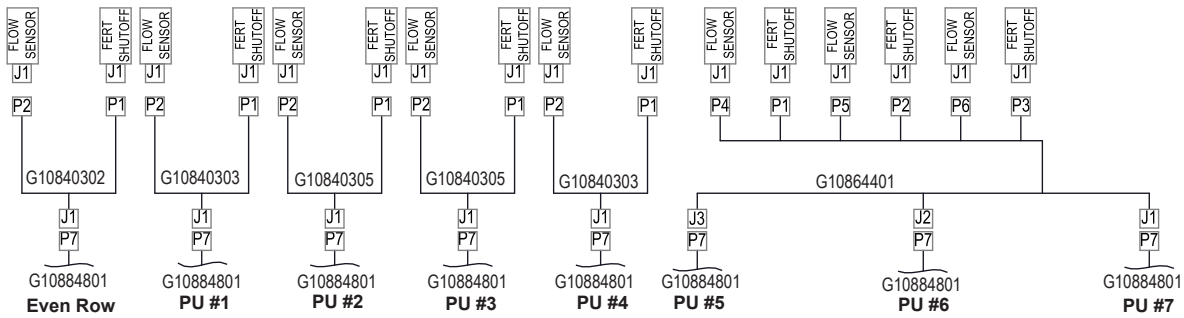 FLOW SENSOR FERT SHUTOFF FLOW SENSOR FERT SHUTOFF FLOW SENSOR FERT SHUTOFF FLOW SENSOR FERT SHUTOFF FLOW SENSOR FERT SHUTOFF FLOW SENSOR FERT SHUTOFF FLOW SENSOR FERT SHUTOFF FLOW SENSOR FERT SHUTOFF
J1 J1 J1 J1 J1 J1 J1 J1 J1 J1 J1 J1 J1 J1 J1 J1
P2 P1 P2 P1 P2 P1 P2 P1 P2 P1 P4 P1 P5 P2 P6 P3
G10840302 G10840303 G10840305 G10840305 G10840303 G10864401
J1 J1 J1 J1 J1 J3 J2 J1
P7 P7 P7 P7 P7 P7 P7 P7
G10884801 G10884801 G10884801 G10884801 G10884801 G10884801 G10884801 G10884801
Even Row PU #1 PU #2 PU #3 PU #4 PU #5 PU #6 PU #7